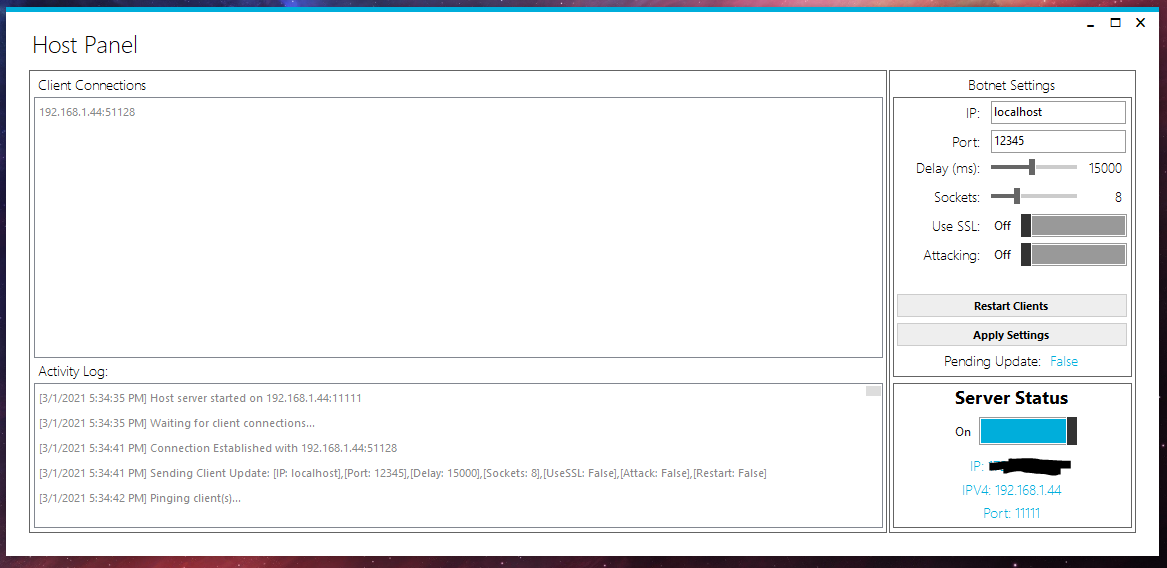 Host Panel
Client Connections
192.168.1.44:51128
Activity Log:
[3/1/2021 5:34:35 PM] Host server started on 192.168.1.44:11111
[3/1/2021 5:34:35 PM] Waiting for client connections...
[3/1/2021 5:34:41 PM] Connection Established with 192.168.1.44:51128
[3/1/2021 5:34:41 PM] Sending Client Update: [IP: localhost],[Port: 12345],[Delay: 15000],[Sockets: 8],[UseSSL: False],[Attack: False],[Restart: False]
[3/1/2021 5:34:42 PM] Pinging client(s)...
Botnet Settings
IP: localhost
Port: 12345
Delay (ms): 15000
Sockets: 8
Use SSL: Off
Attacking: Off
Restart Clients
Apply Settings
Pending Update: False
Server Status
On
IP:
IPV4: 192.168.1.44
Port: 11111